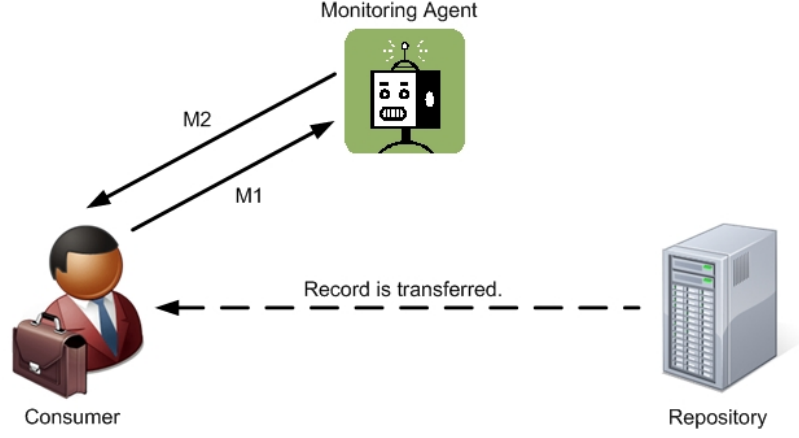 Monitoring Agent
M2
M1
Record is transferred.
Consumer
Repository